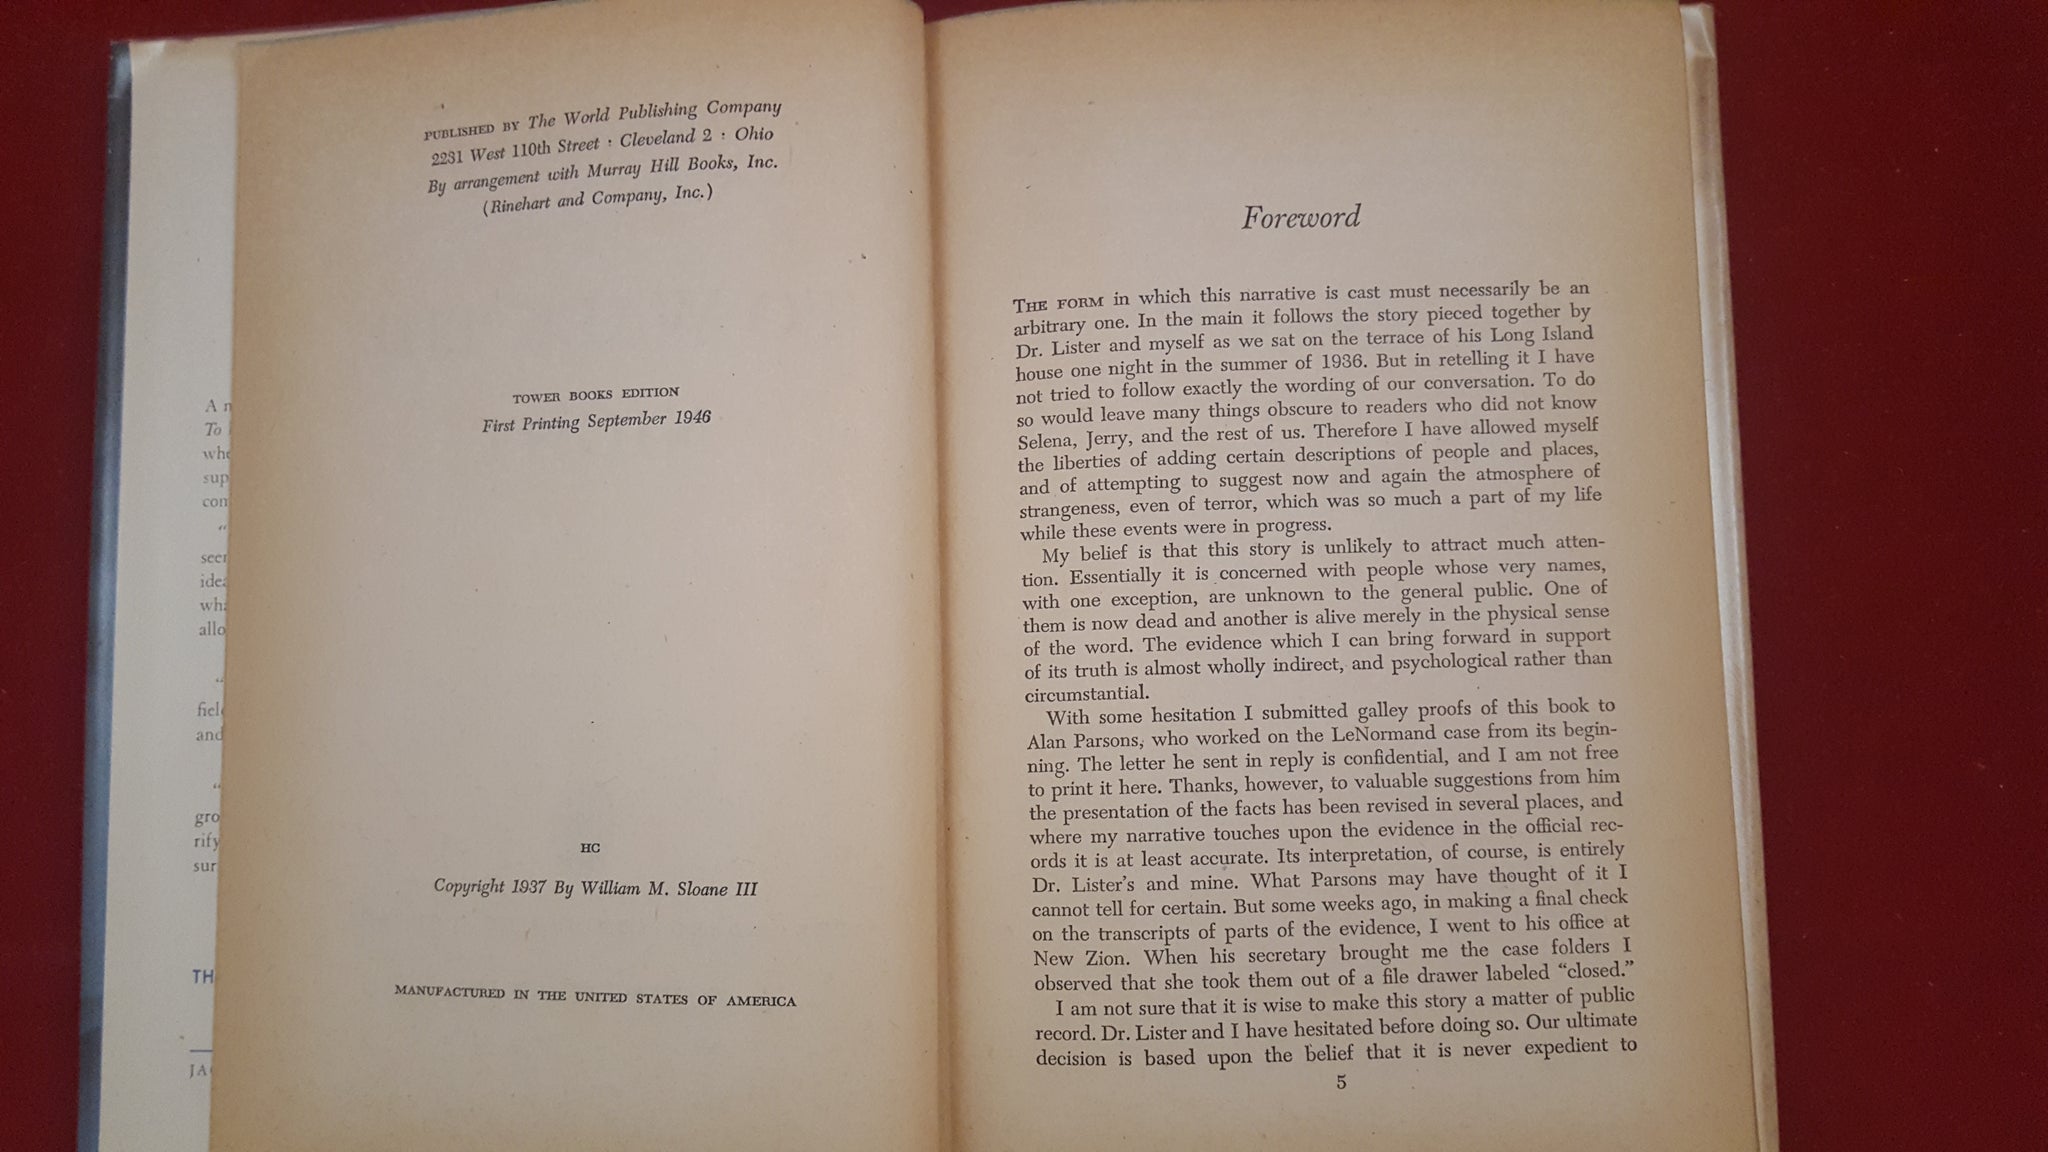 A
To
whe
sup
con
“
seer
idea
wha
allo
fiel
and
gro
rify
sur
TH
JAC
PUBLISHED BY The World Publishing Company
2231 West 110th Street : Cleveland 2 : Ohio
By arrangement with Murray Hill Books, Inc.
(Rinehart and Company, Inc.)
TOWER BOOKS EDITION
First Printing September 1946
HC
Copyright 1937 By William M. Sloane III
MANUFACTURED IN THE UNITED STATES OF AMERICA
Foreword
THE FORM in which this narrative is cast must necessarily be an
arbitrary one. In the main it follows the story pieced together by
Dr. Lister and myself as we sat on the terrace of his Long Island
house one night in the summer of 1936. But in retelling it I have
not tried to follow exactly the wording of our conversation. To do
so would leave many things obscure to readers who did not know
Selena, Jerry, and the rest of us. Therefore I have allowed myself
the liberties of adding certain descriptions of people and places,
and of attempting to suggest now and again the atmosphere of
strangeness, even of terror, which was so much a part of my life
while these events were in progress.
My belief is that this story is unlikely to attract much atten-
tion. Essentially it is concerned with people whose very names,
with one exception, are unknown to the general public. One of
them is now dead and another is alive merely in the physical sense
of the word. The evidence which I can bring forward in support
of its truth is almost wholly indirect, and psychological rather than
circumstantial.
With some hesitation I submitted galley proofs of this book to
Alan Parsons, who worked on the LeNormand case from its begin-
ning. The letter he sent in reply is confidential, and I am not free
to print it here. Thanks, however, to valuable suggestions from him
the presentation of the facts has been revised in several places, and
where my narrative touches upon the evidence in the official rec-
ords it is at least accurate. Its interpretation, of course, is entirely
Dr. Lister's and mine. What Parsons may have thought of it I
cannot tell for certain. But some weeks ago, in making a final check
on the transcripts of parts of the evidence, I went to his office at
New Zion. When his secretary brought me the case folders I
observed that she took them out of a file drawer labeled “closed.”
I am not sure that it is wise to make this story a matter of public
record. Dr. Lister and I have hesitated before doing so. Our ultimate
decision is based upon the belief that it is never expedient to
5